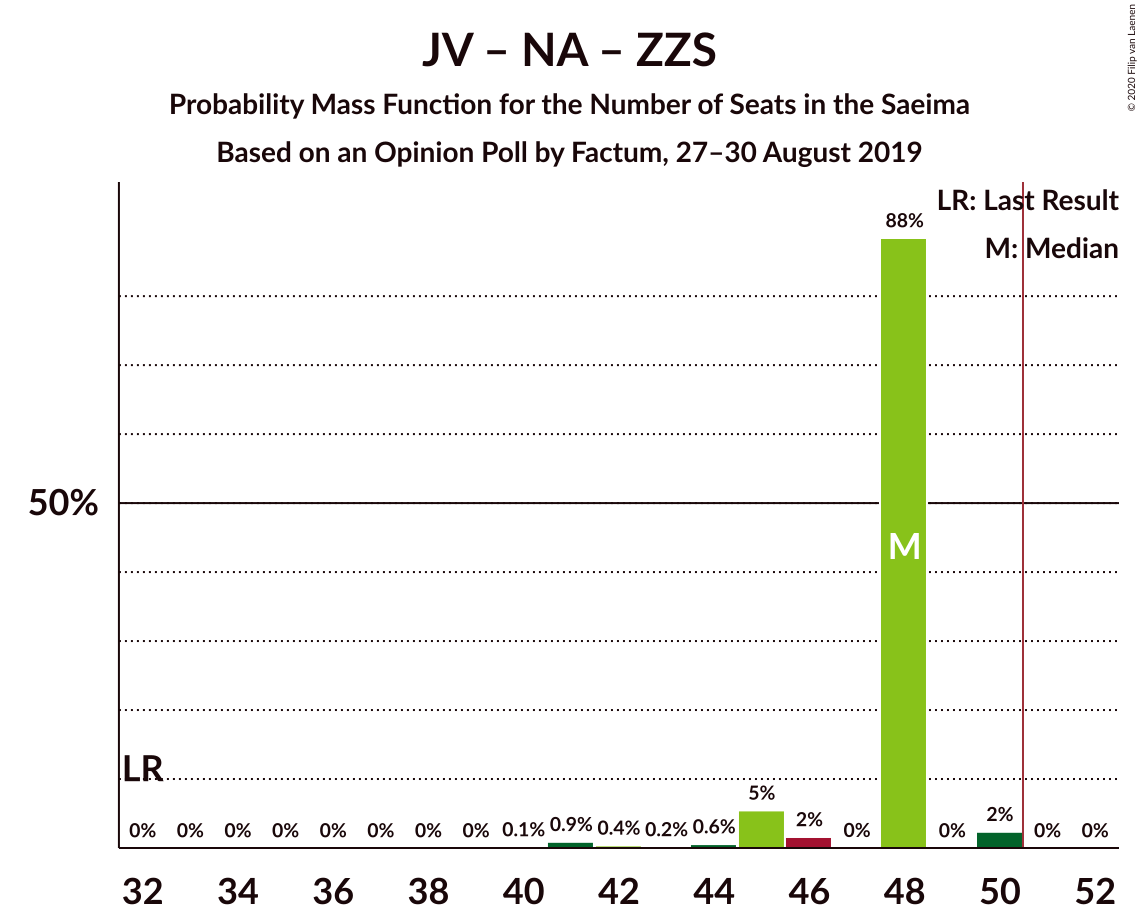 JV – NA – ZZS
Probability Mass Function for the Number of Seats in the Saeima
Based on an Opinion Poll by Factum, 27–30 August 2019
© 2020 Filip van Laenen
LR: Last Result
M: Median
88%
50%
M
LR
0% 0% 0% 0% 0% 0% 0% 0% 0.1% 0.9% 0.4% 0.2% 0.6% 5% 2% 0% 0% 2% 0% 0%
32 34 36 38 40 42 44 46 48 50 52